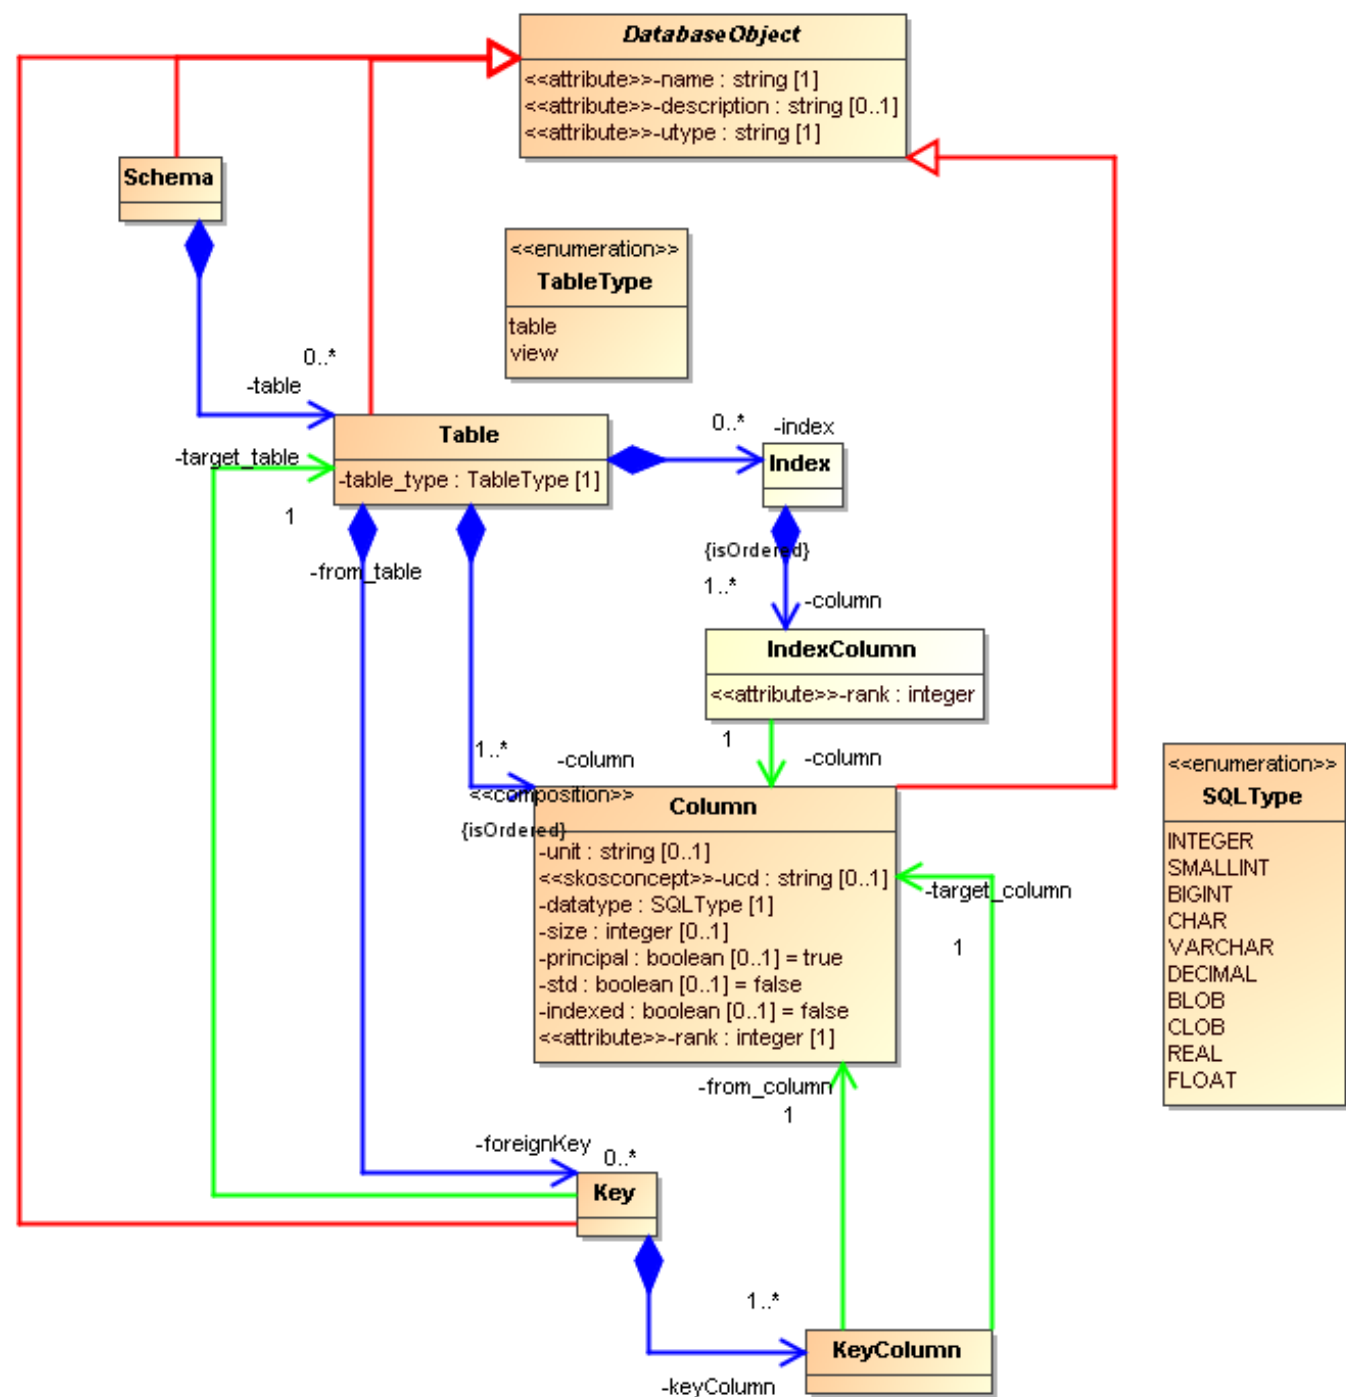 DatabaseObject
<<attribute>>-name : string [1]
<<attribute>>-description : string [0..1]
<<attribute>>-utype : string [1]
Schema
<<enumeration>>
TableType
table
view
0..*
-table
Table
-table_type : TableType [1]
-target_table
1
0..*
-index
Index
-from_table
{isOrdered}
1..*
-column
IndexColumn
<<attribute>>-rank : integer
1
-column
1..*
-column
<<composition>>
{isOrdered}
Column
-unit : string [0..1]
<<skosconcept>>-ucd : string [0..1]
-datatype : SQLType [1]
-size : integer [0..1]
-principal : boolean [0..1] = true
-std : boolean [0..1] = false
-indexed : boolean [0..1] = false
<<attribute>>-rank : integer [1]
<<enumeration>>
SQLType
INTEGER
SMALLINT
BIGINT
CHAR
VARCHAR
DECIMAL
BLOB
CLOB
REAL
FLOAT
-target_column
1
-from_column
1
-foreignKey
0..*
Key
1..*
-keyColumn
KeyColumn